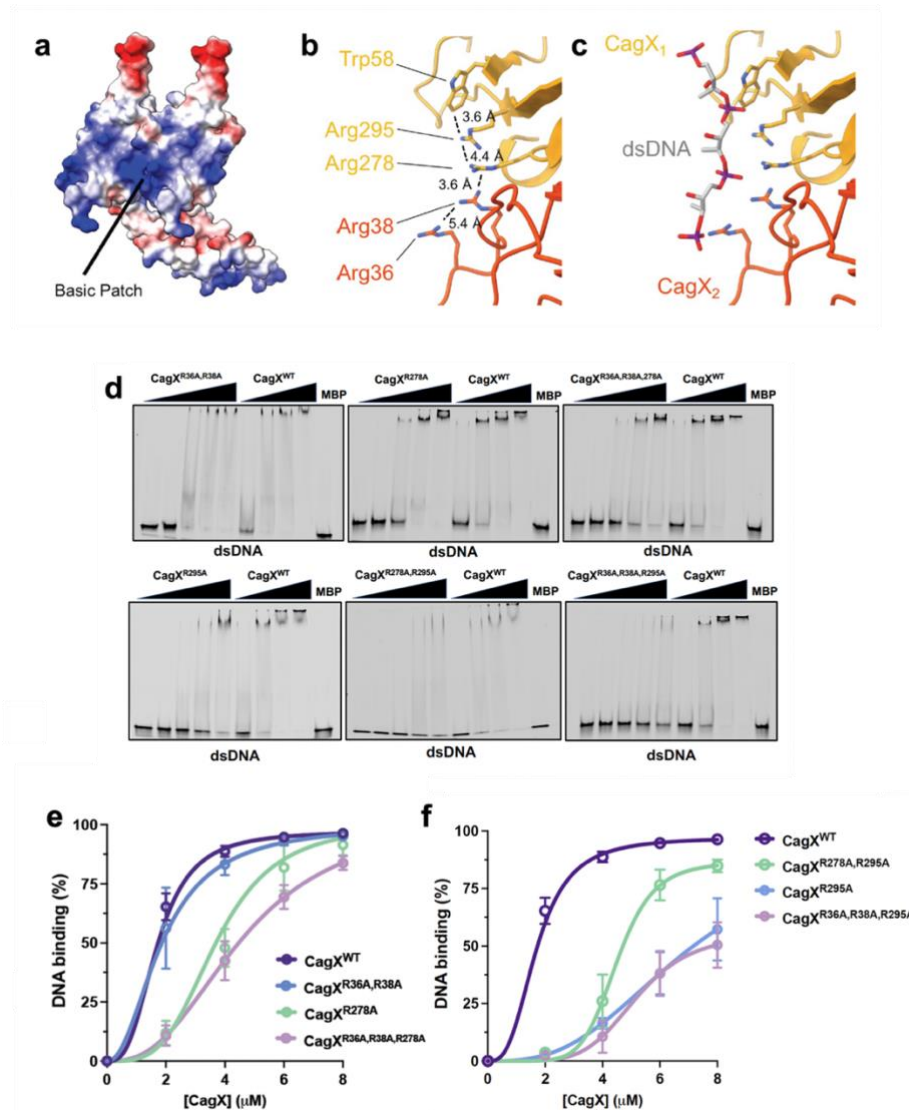 a
Basic Patch
b
Trp58
3.6 Å
Arg295
4.4 Å
Arg278
3.6 Å
Arg38
5.4 Å
Arg36
c
CagX1
dsDNA
CagX2
d
CagXR36A,R38A CagXWT MBP
CagXR278A CagXWT MBP
CagXR36A,R38A,278A CagXWT MBP
dsDNA dsDNA dsDNA
CagXR295A CagXWT MBP
CagXR278A,R295A CagXWT MBP
CagXR36A,R38A,R295A CagXWT MBP
dsDNA dsDNA dsDNA
e
DNA binding (%)
100
75
50
25
0
0 2 4 6 8
[CagX] (μM)
CagXWT
CagXR36A,R38A
CagXR278A
CagXR36A,R38A,R278A
f
DNA binding (%)
100
75
50
25
0
0 2 4 6 8
[CagX] (μM)
CagXWT
CagXR278A,R295A
CagXR295A
CagXR36A,R38A,R295A